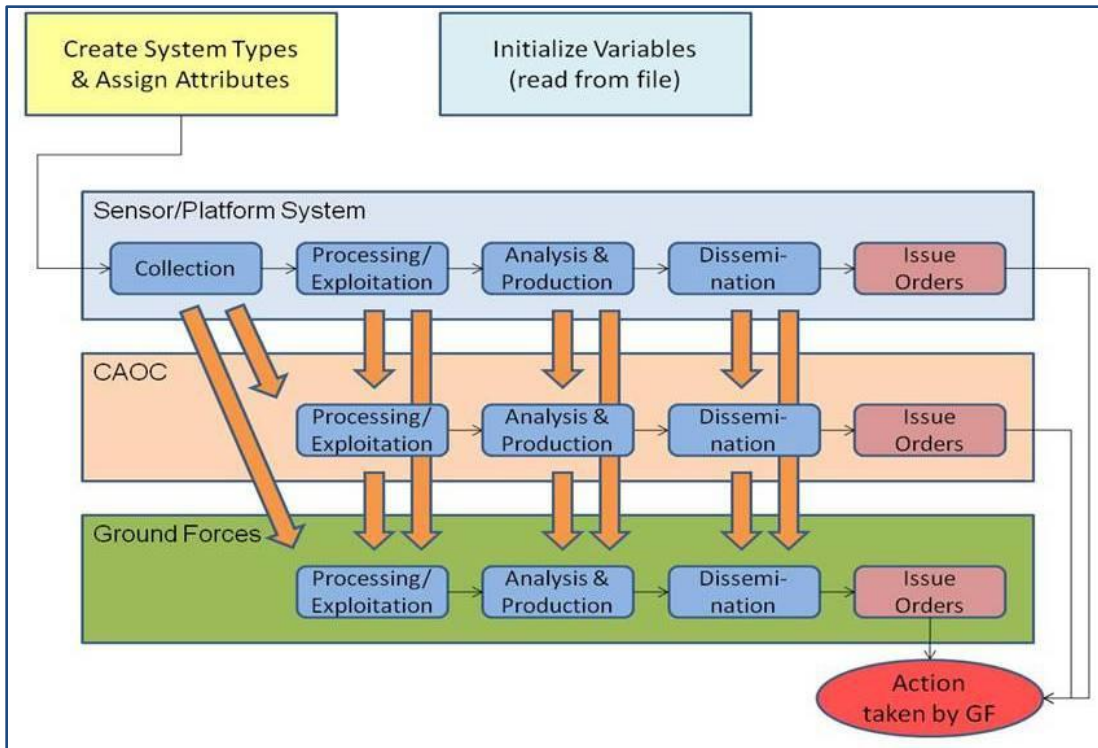 Create System Types
& Assign Attributes
Initialize Variables
(read from file)
Sensor/Platform System
Collection
Processing/
Exploitation
Analysis &
Production
Dissemi-
nation
Issue
Orders
CAOC
Processing/
Exploitation
Analysis &
Production
Dissemi-
nation
Issue
Orders
Ground Forces
Processing/
Exploitation
Analysis &
Production
Dissemi-
nation
Issue
Orders
Action
taken by GF